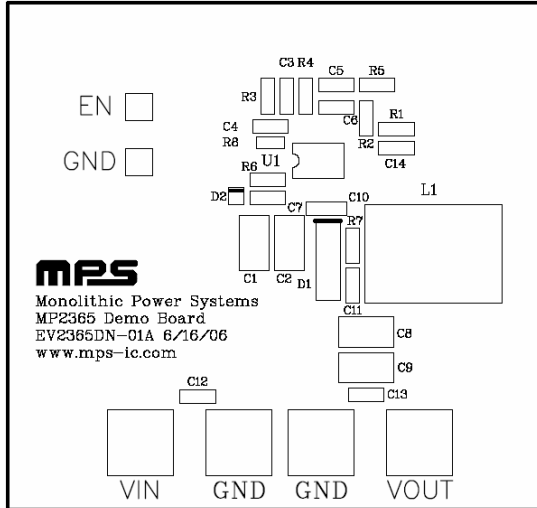 C3 R4 C5 R5
EN
R3
C6
R1
C4
R8
R2
C14
GND
U1
R6
D2
C7
C10
L1
R7
C1 C2 D1
C11
MPS
Monolithic Power Systems
MP2365 Demo Board
EV2365DN-01A 6/16/06
www.mps-ic.com
C8
C9
C12
C13
VIN GND GND VOUT